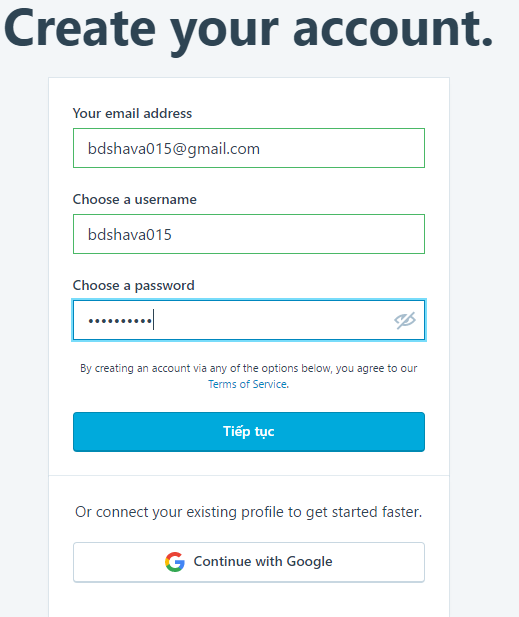 Create your account.
Your email address
bdshava015@gmail.com
Choose a username
bdshava015
Choose a password
••••••••••
By creating an account via any of the options below, you agree to our
Terms of Service.
Tiếp tục
Or connect your existing profile to get started faster.
Continue with Google